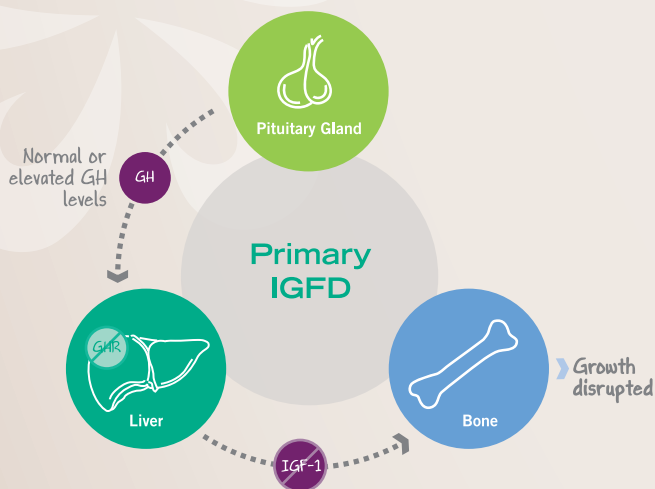 Pituitary Gland
Normal or
elevated GH
levels
GH
Primary
IGFD
GHR
Liver
Bone
Growth
disrupted
IGF-1